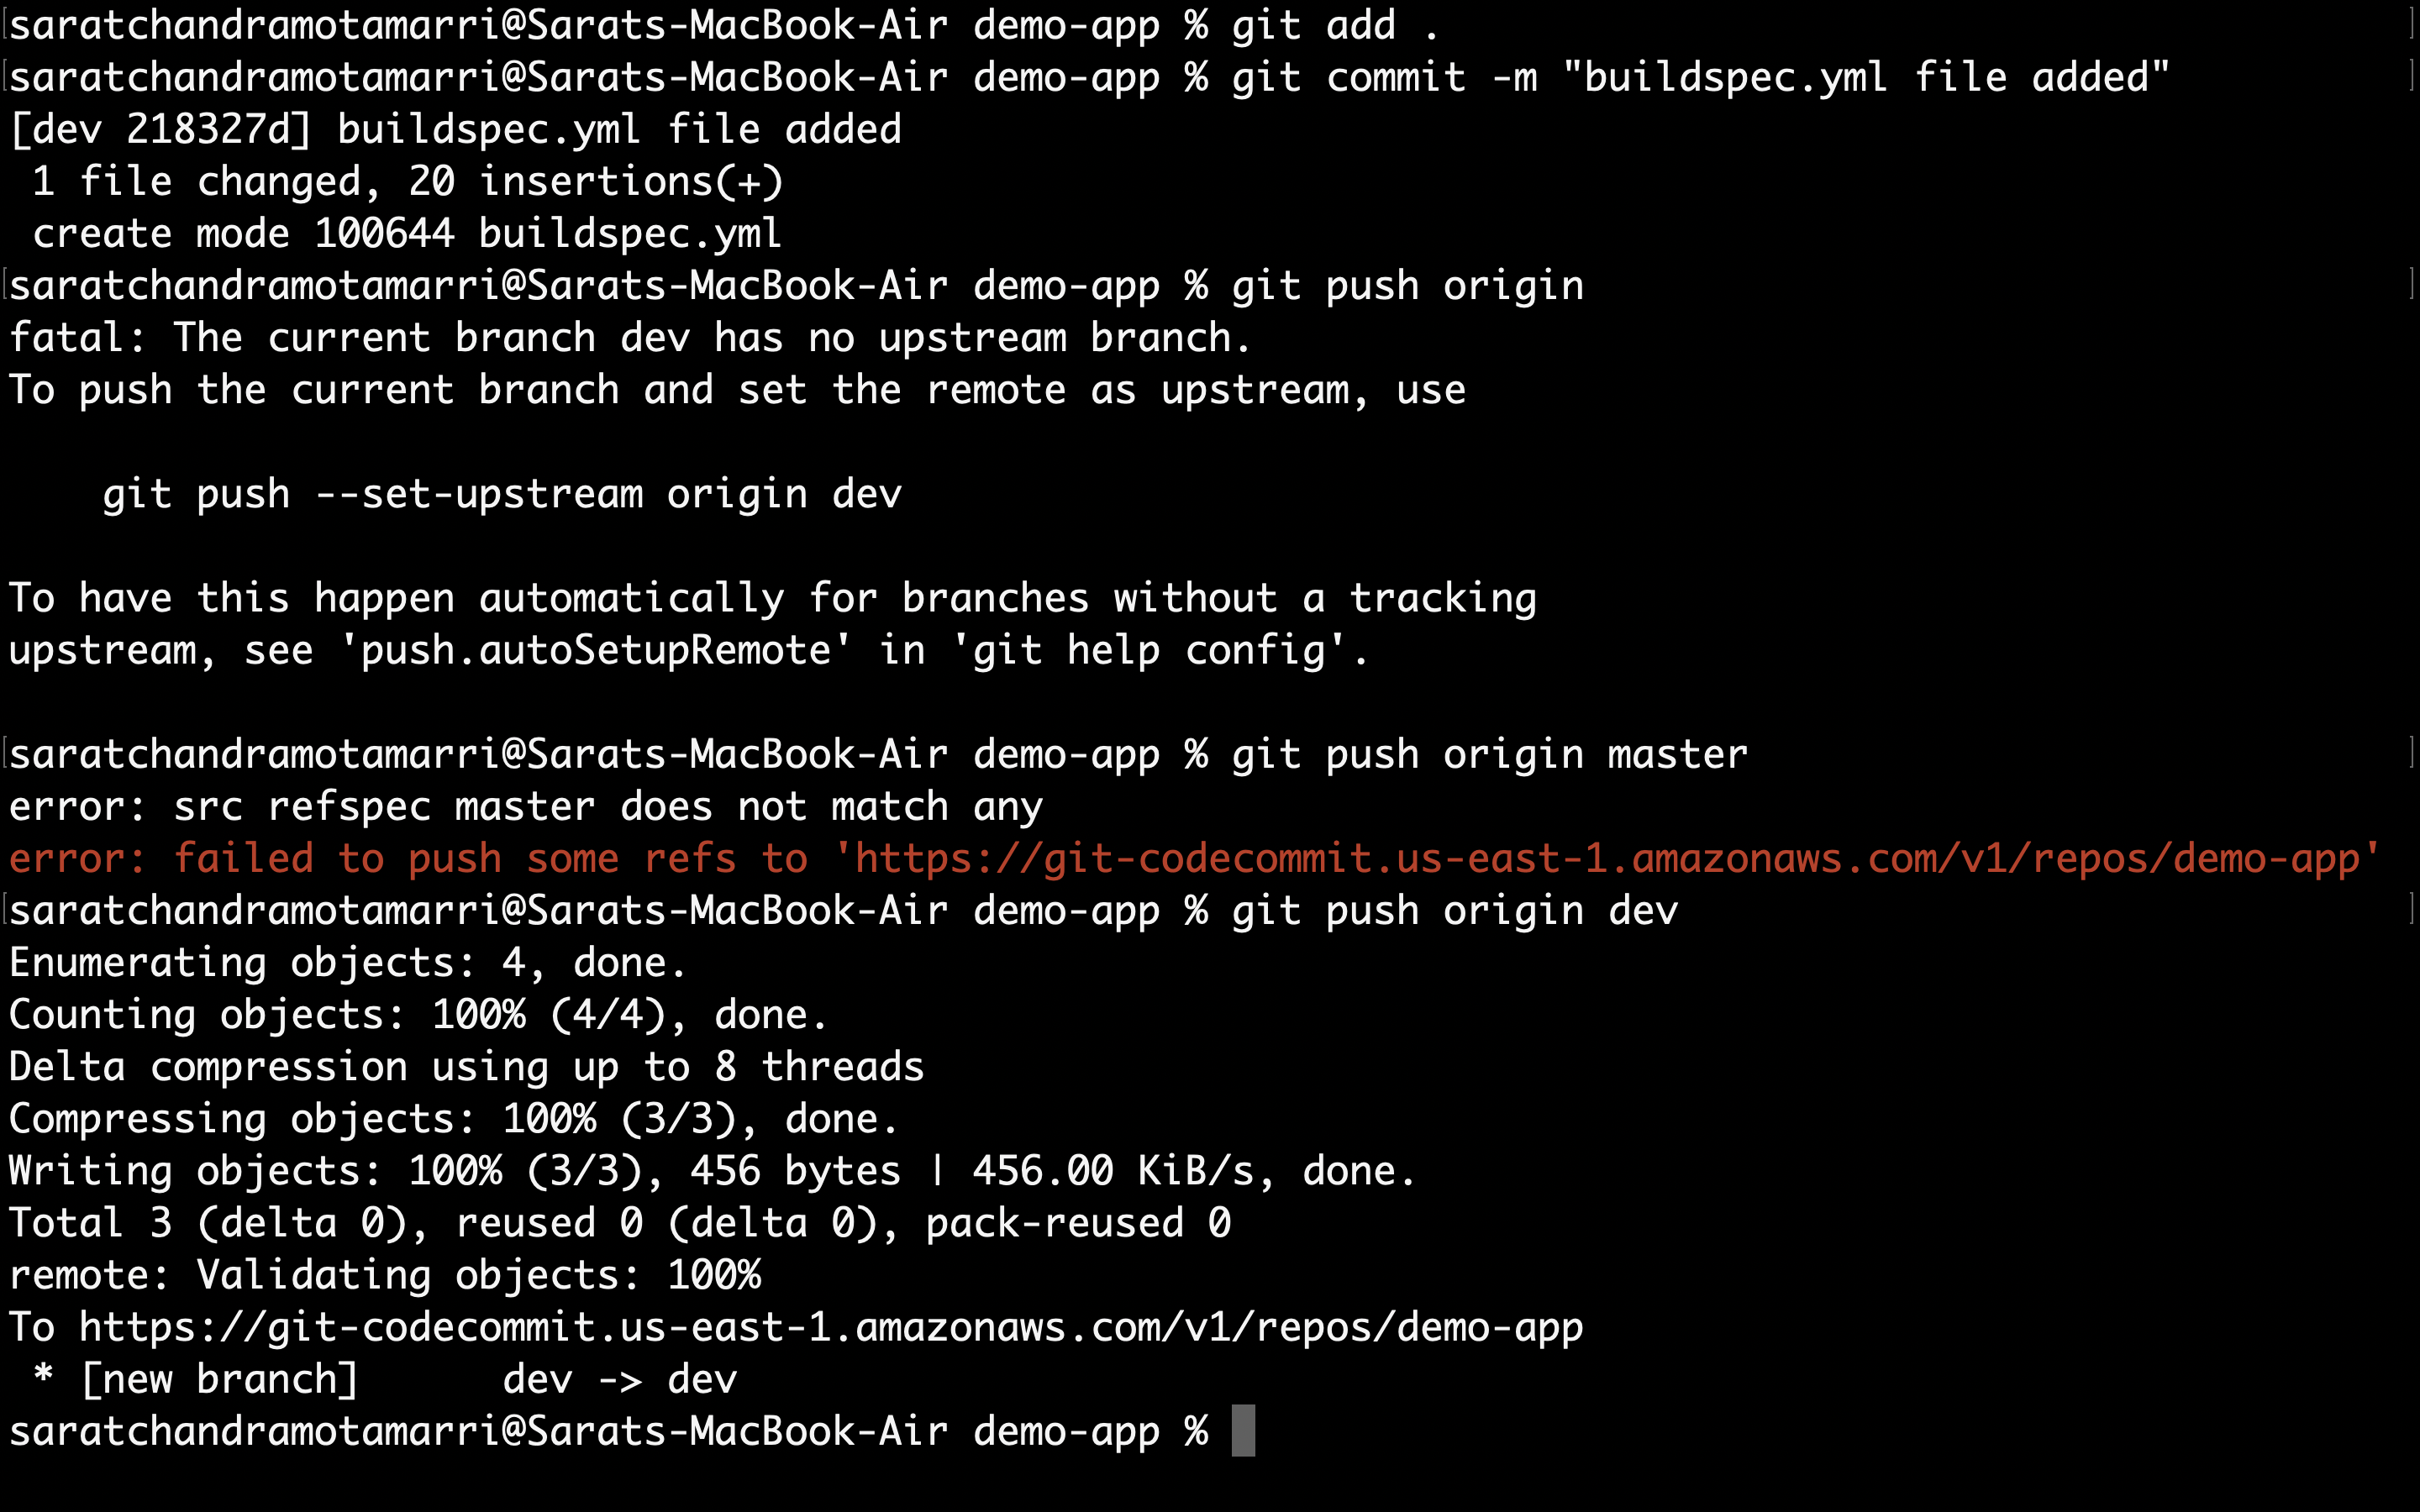 saratchandramotamarri@Sarats-MacBook-Air demo-app % git add .
saratchandramotamarri@Sarats-MacBook-Air demo-app % git commit -m "buildspec.yml file added"
[dev 218327d] buildspec.yml file added
 1 file changed, 20 insertions(+)
 create mode 100644 buildspec.yml
saratchandramotamarri@Sarats-MacBook-Air demo-app % git push origin
fatal: The current branch dev has no upstream branch.
To push the current branch and set the remote as upstream, use

    git push --set-upstream origin dev

To have this happen automatically for branches without a tracking
upstream, see 'push.autoSetupRemote' in 'git help config'.

saratchandramotamarri@Sarats-MacBook-Air demo-app % git push origin master
error: src refspec master does not match any
error: failed to push some refs to 'https://git-codecommit.us-east-1.amazonaws.com/v1/repos/demo-app'
saratchandramotamarri@Sarats-MacBook-Air demo-app % git push origin dev
Enumerating objects: 4, done.
Counting objects: 100% (4/4), done.
Delta compression using up to 8 threads
Compressing objects: 100% (3/3), done.
Writing objects: 100% (3/3), 456 bytes | 456.00 KiB/s, done.
Total 3 (delta 0), reused 0 (delta 0), pack-reused 0
remote: Validating objects: 100%
To https://git-codecommit.us-east-1.amazonaws.com/v1/repos/demo-app
 * [new branch]      dev -> dev
saratchandramotamarri@Sarats-MacBook-Air demo-app %